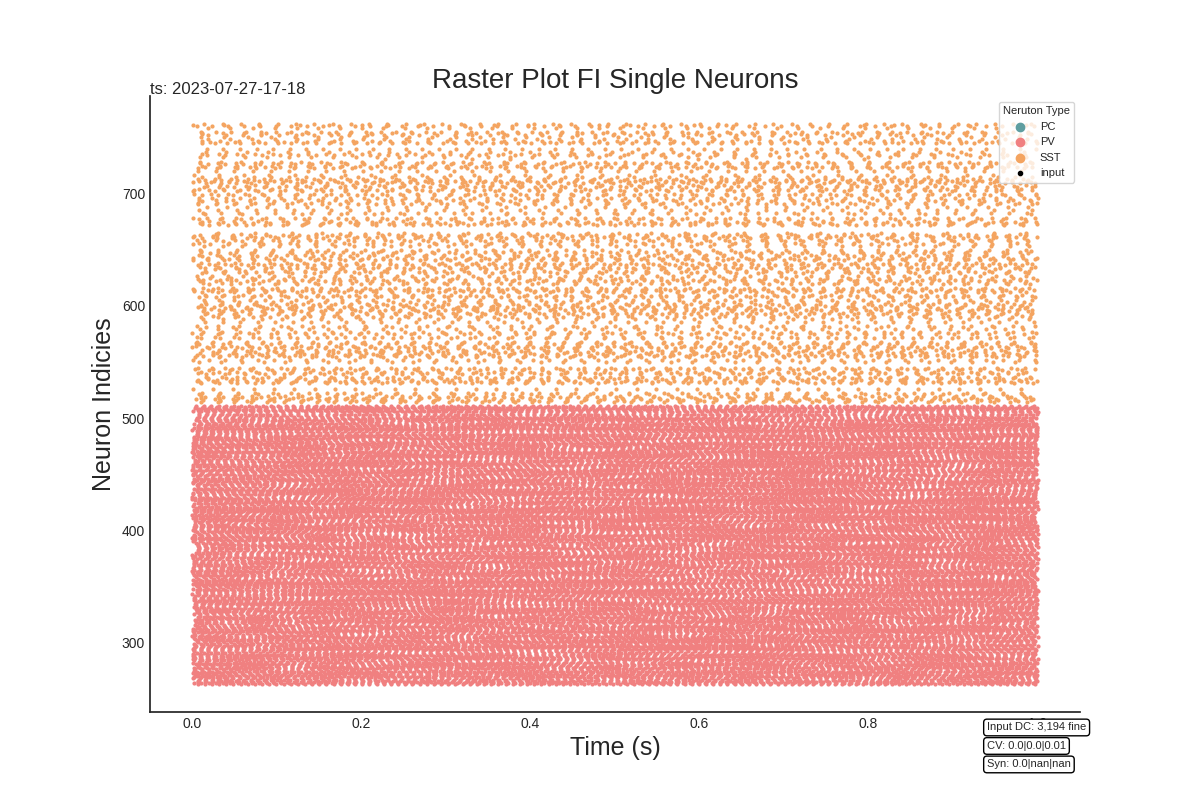 Raster Plot FI Single Neurons
ts: 2023-07-27-17-18
Neruton Type
PC
PV
SST
input
700
600
500
400
300
Neuron Indicies
0.0 0.2 0.4 0.6 0.8
Time (s)
Input DC: 3,194 fine
CV: 0.0|0.0|0.01
Syn: 0.0|nan|nan